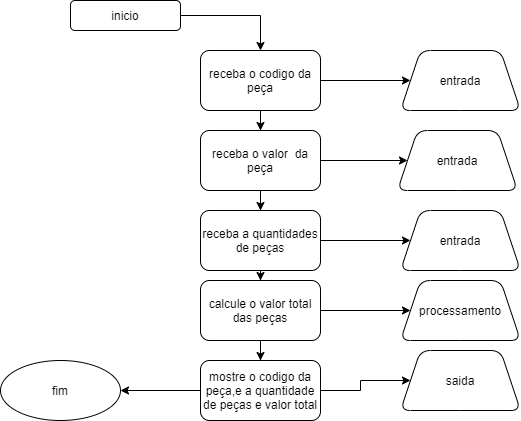 inicio
receba o codigo da
peça
entrada
receba o valor  da
peça
entrada
receba a quantidades
de peças
entrada
calcule o valor total
das peças
processamento
mostre o codigo da
peça,e a quantidade
de peças e valor total
saida
fim